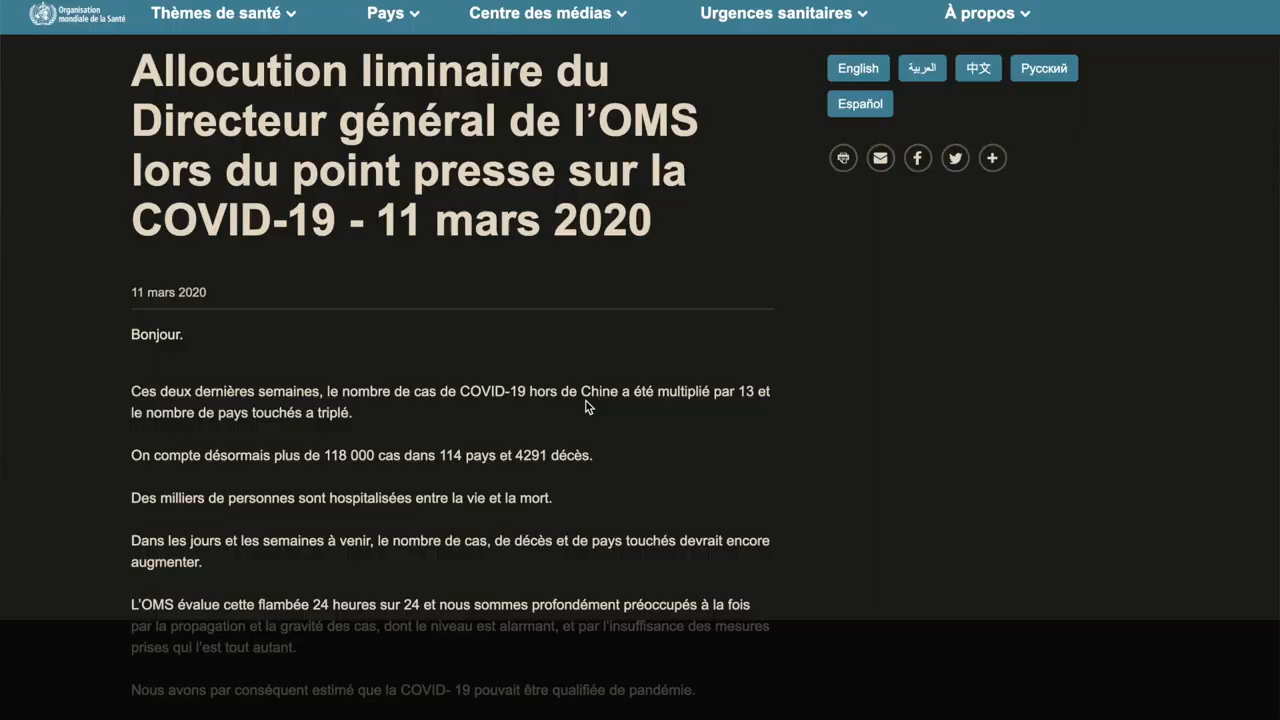 Organisation
mondiale de la Santé
Thèmes de santé
Pays
Centre des médias
Urgences sanitaires
À propos
Allocution liminaire du
Directeur général de l’OMS
lors du point presse sur la
COVID-19 - 11 mars 2020
English
العربية
中文
Русский
Español
11 mars 2020
Bonjour.
Ces deux dernières semaines, le nombre de cas de COVID-19 hors de Chine a été multiplié par 13 et
le nombre de pays touchés a triplé.
On compte désormais plus de 118 000 cas dans 114 pays et 4291 décès.
Des milliers de personnes sont hospitalisées entre la vie et la mort.
Dans les jours et les semaines à venir, le nombre de cas, de décès et de pays touchés devrait encore
augmenter.
L’OMS évalue cette flambée 24 heures sur 24 et nous sommes profondément préoccupés à la fois
par la propagation et la gravité des cas, dont le niveau est alarmant, et par l’insuffisance des mesures
prises qui l’est tout autant.
Nous avons par conséquent estimé que la COVID- 19 pouvait être qualifiée de pandémie.